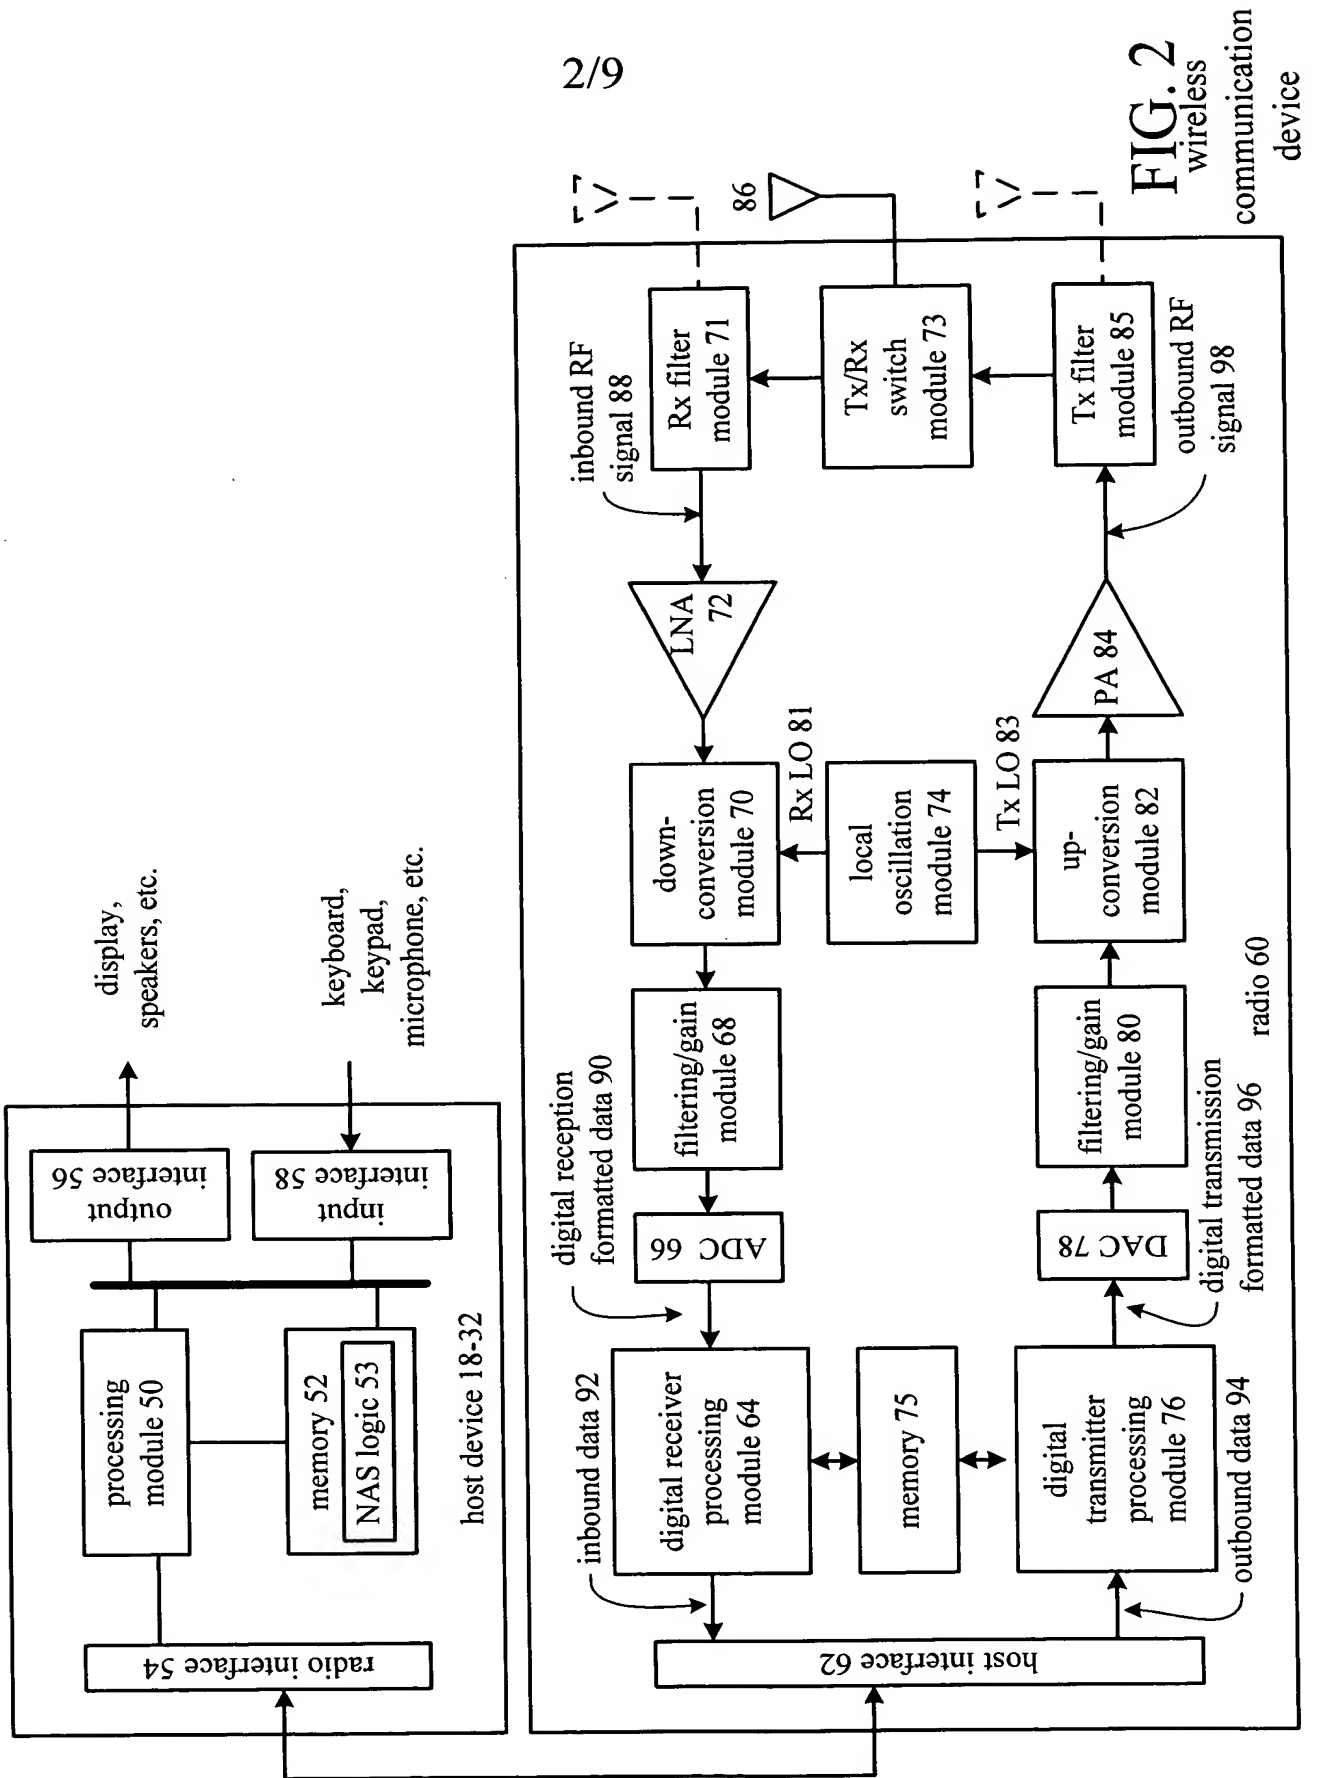 2/9
display,
speakers, etc.
keyboard,
keypad,
microphone, etc.
output
interface 56
input
interface 58
processing
module 50
memory 52
NAS logic 53
radio interface 54
host device 18-32
host interface 62
inbound data 92
digital receiver
processing
module 64
memory 75
digital
transmitter
processing
module 76
outbound data 94
digital reception
formatted data 90
ADC 66
DAC 78
digital transmission
formatted data 96
filtering/gain
module 68
filtering/gain
module 80
radio 60
down-
conversion
module 70
Rx LO 81
local
oscillation
module 74
Tx LO 83
up-
conversion
module 82
LNA
72
PA 84
inbound RF
signal 88
outbound RF
signal 98
Rx filter
module 71
Tx/Rx
switch
module 73
Tx filter
module 85
86
FIG. 2
wireless
communication
device